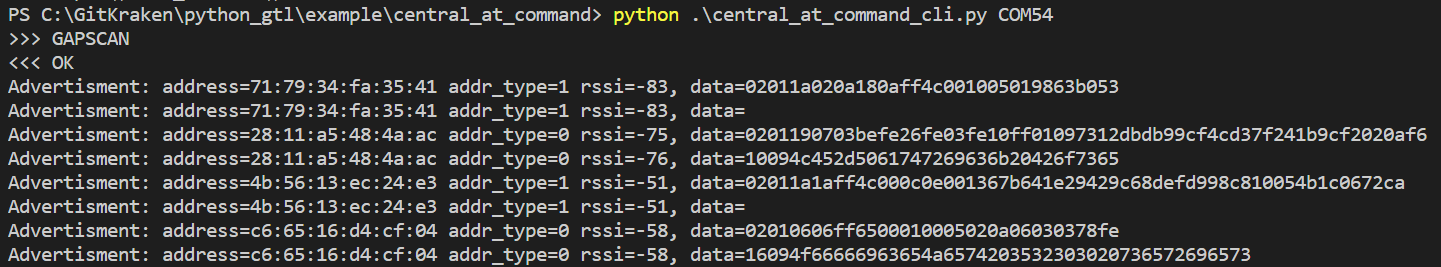 PS C:\GitKraken\python_gtl\example\central_at_command> python .\central_at_command_cli.py COM54
>>> GAPSCAN
<<< OK
Advertisment: address=71:79:34:fa:35:41 addr_type=1 rssi=-83, data=02011a020a180aff4c001005019863b053
Advertisment: address=71:79:34:fa:35:41 addr_type=1 rssi=-83, data=
Advertisment: address=28:11:a5:48:4a:ac addr_type=0 rssi=-75, data=0201190703befe26fe03fe10ff01097312dbdb99cf4cd37f241b9cf2020af6
Advertisment: address=28:11:a5:48:4a:ac addr_type=0 rssi=-76, data=10094c452d5061747269636b20426f7365
Advertisment: address=4b:56:13:ec:24:e3 addr_type=1 rssi=-51, data=02011a1aff4c000c0e001367b641e29429c68defd998c810054b1c0672ca
Advertisment: address=4b:56:13:ec:24:e3 addr_type=1 rssi=-51, data=
Advertisment: address=c6:65:16:d4:cf:04 addr_type=0 rssi=-58, data=02010606ff6500010005020a06030378fe
Advertisment: address=c6:65:16:d4:cf:04 addr_type=0 rssi=-58, data=16094f66666963654a65742035323030207365726965​73